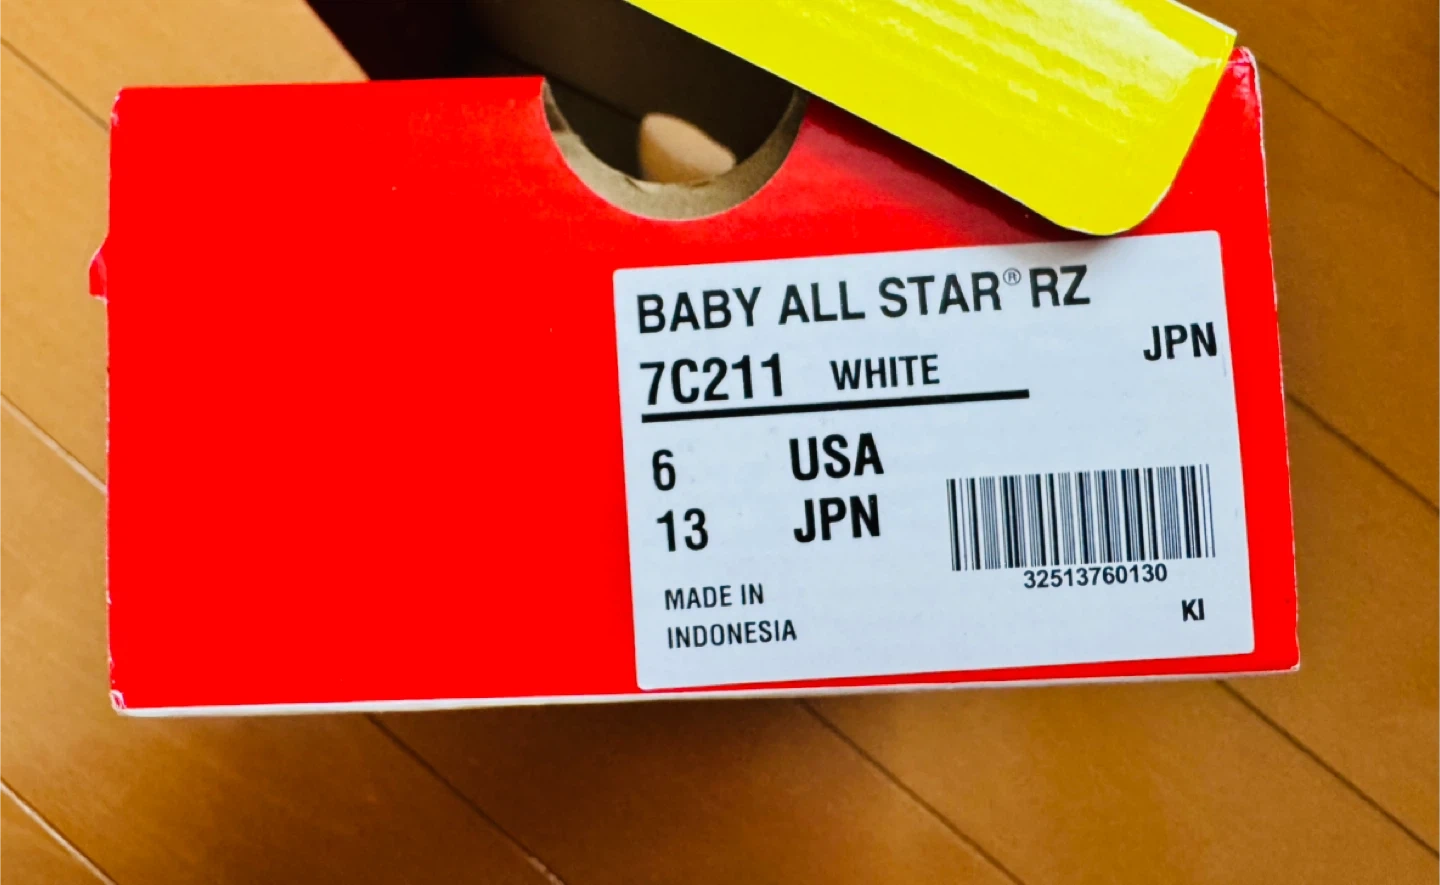 BABY ALL STAR® RZ
JPN
7C211 WHITE
6 USA
13 JPN
32513760130
MADE IN
INDONESIA
KI